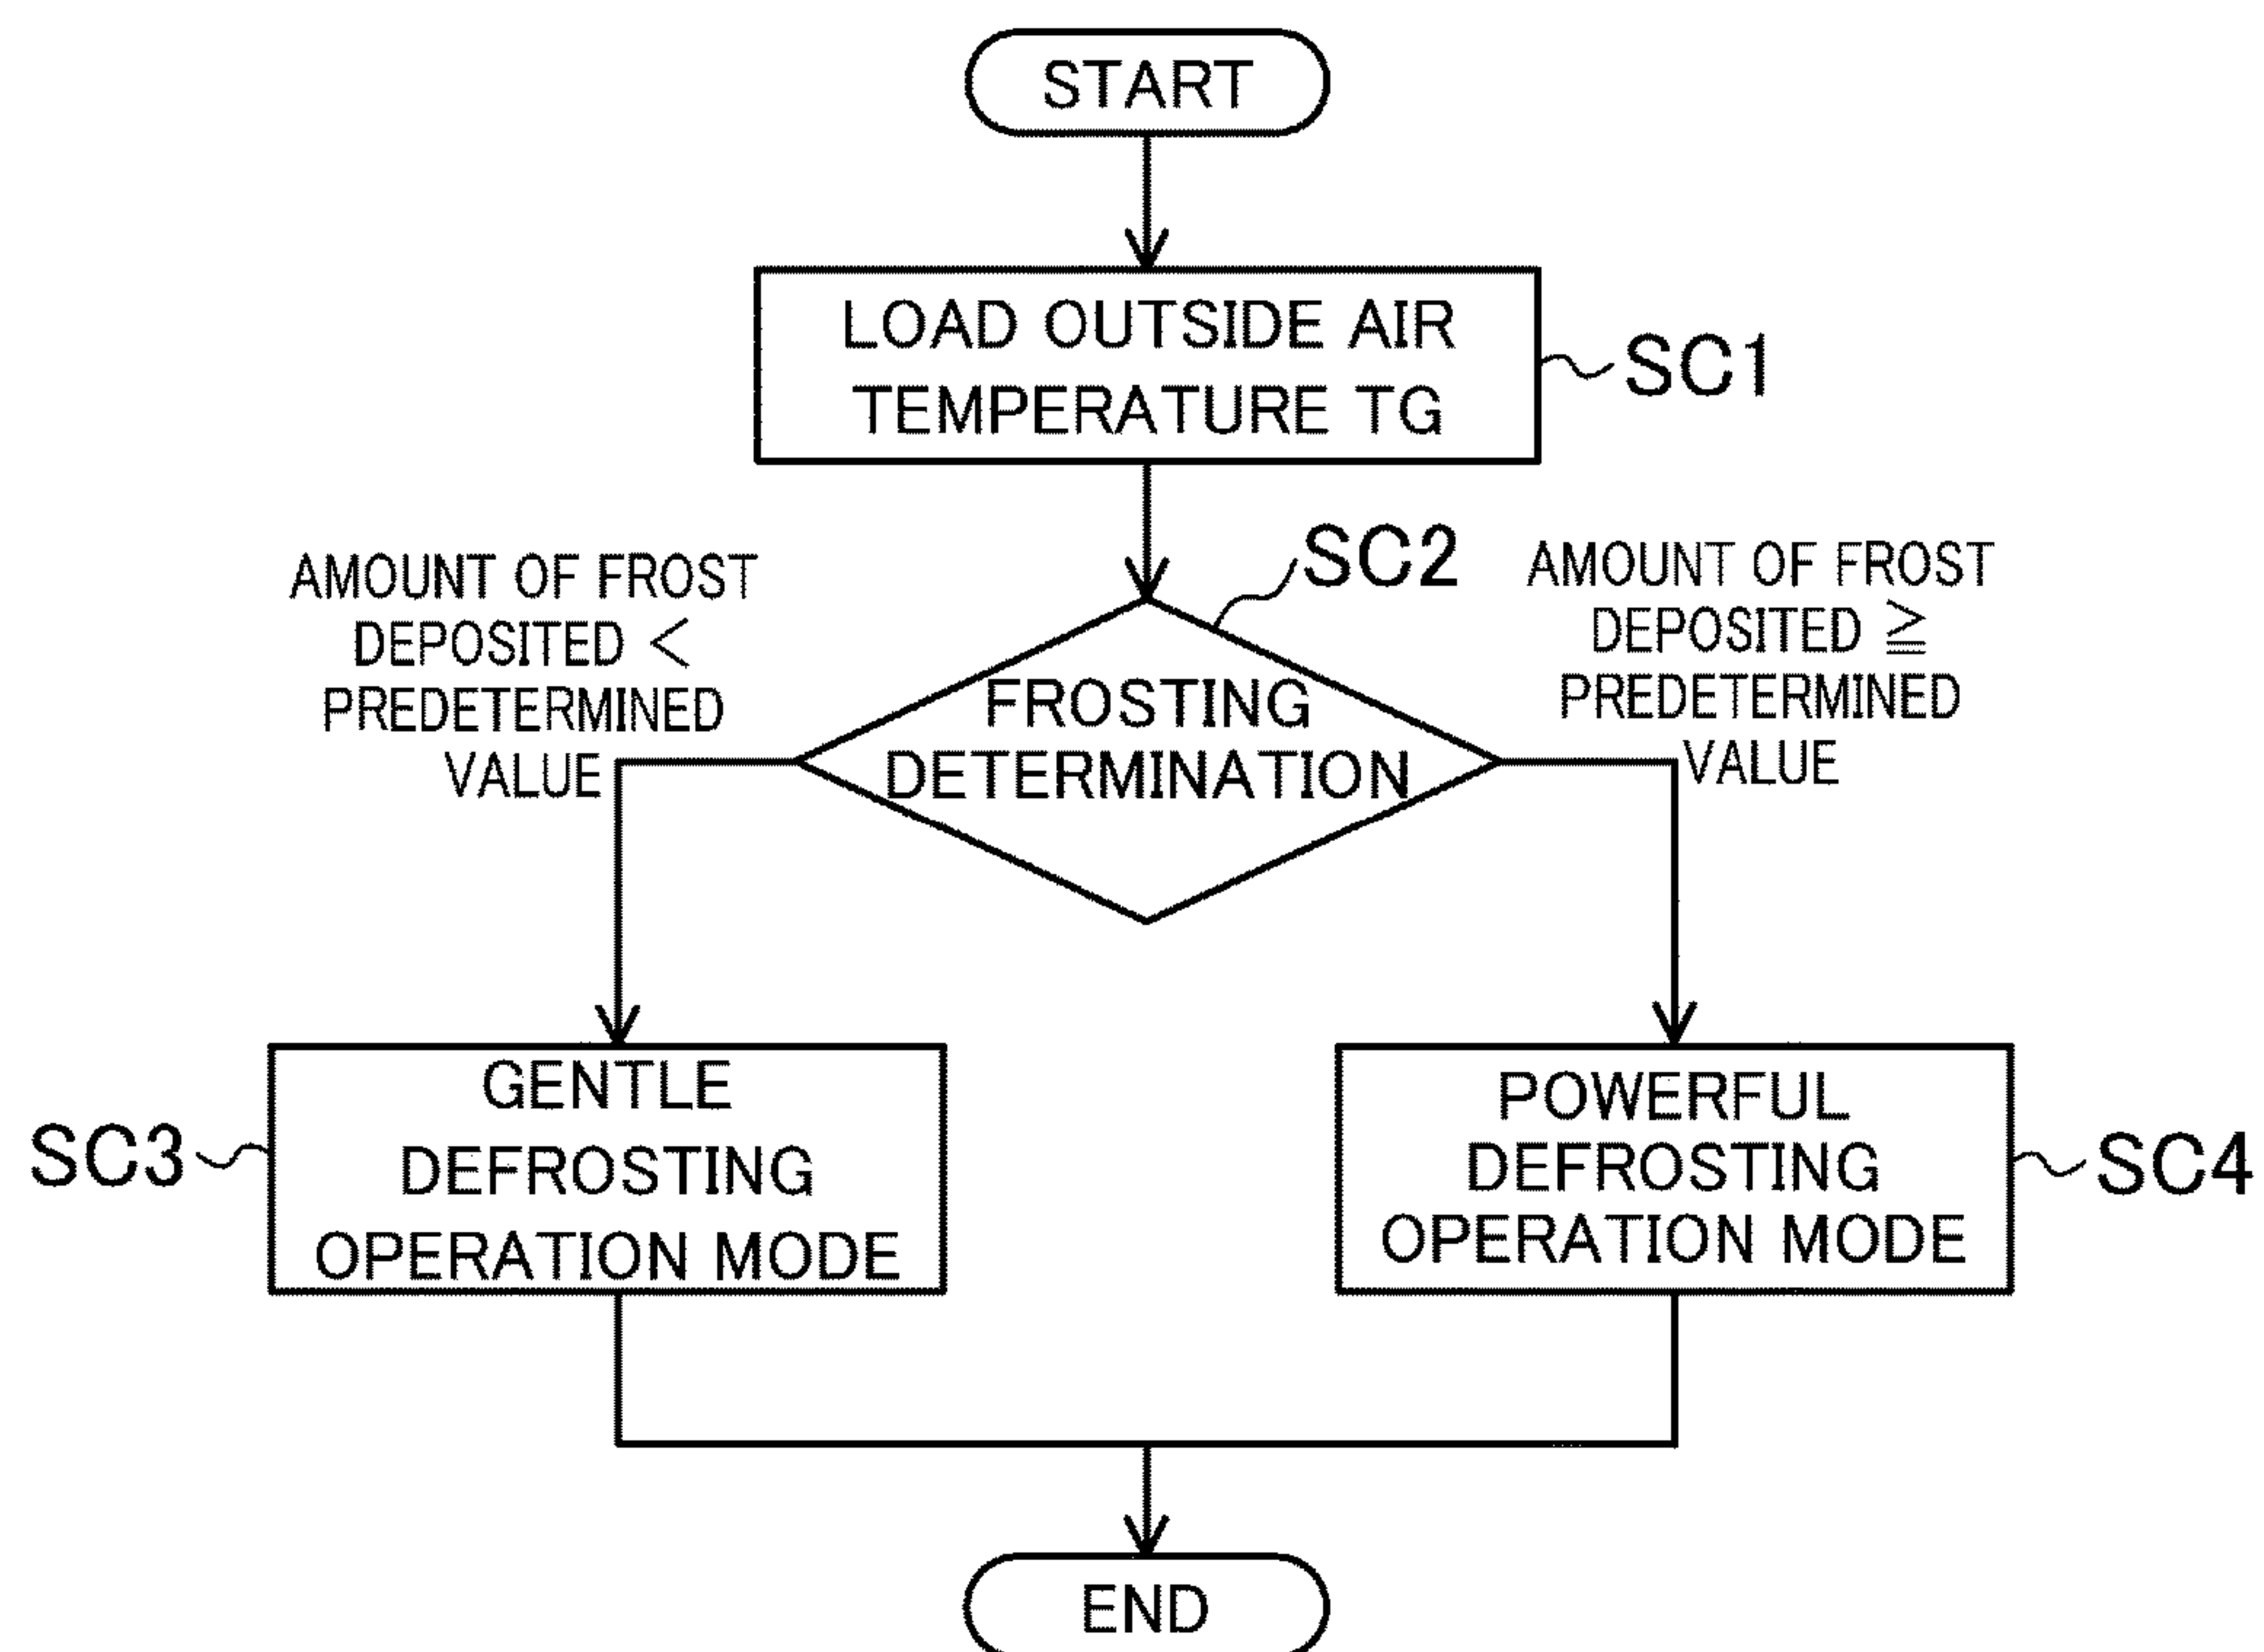 START
LOAD OUTSIDE AIR
TEMPERATURE TG
SC1
SC2
AMOUNT OF FROST
DEPOSITED <
PREDETERMINED
VALUE
FROSTING
DETERMINATION
AMOUNT OF FROST
DEPOSITED ≧
PREDETERMINED
VALUE
SC3
GENTLE
DEFROSTING
OPERATION MODE
POWERFUL
DEFROSTING
OPERATION MODE
SC4
END